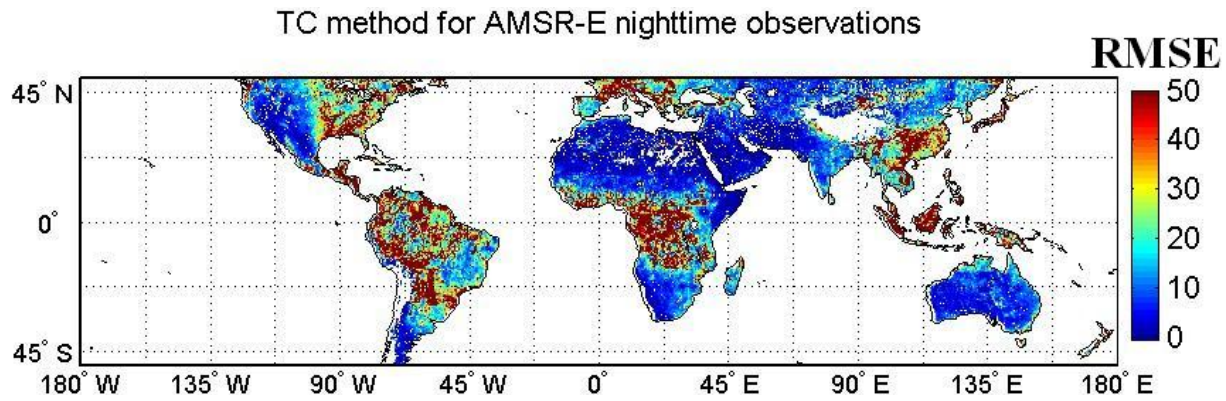 TC method for AMSR-E nighttime observations
RMSE
50
40
30
20
10
0
45° N
0°
45° S
180° W 135° W 90° W 45° W 0° 45° E 90° E 135° E 180° E